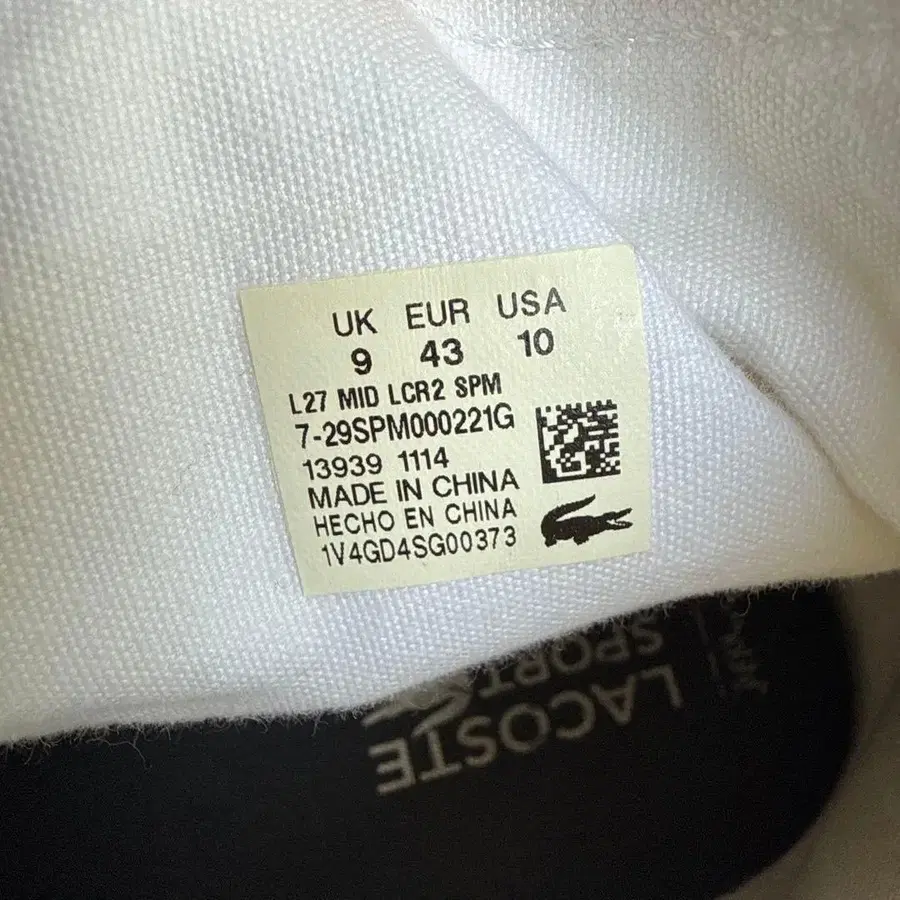 UK EUR USA
9 43 10
L27 MID LCR2 SPM
7-29SPM000221G
13939 1114
MADE IN CHINA
HECHO EN CHINA
1V4GD4SG00373
LACOSTE
SPORT